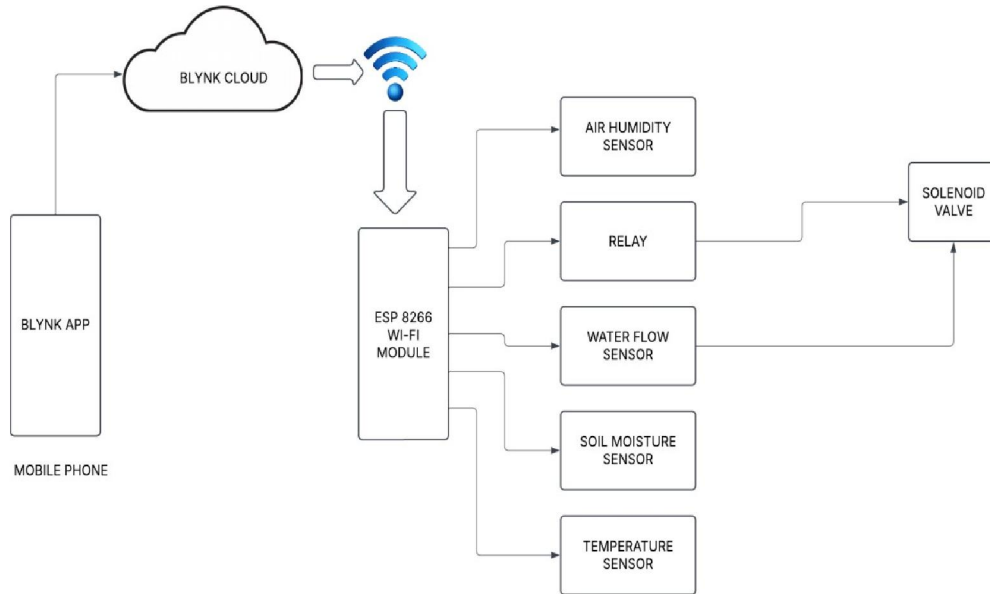 BLYNK CLOUD
AIR HUMIDITY
SENSOR
SOLENOID
VALVE
RELAY
BLYNK APP
ESP 8266
WI-FI
MODULE
WATER FLOW
SENSOR
SOIL MOISTURE
SENSOR
MOBILE PHONE
TEMPERATURE
SENSOR